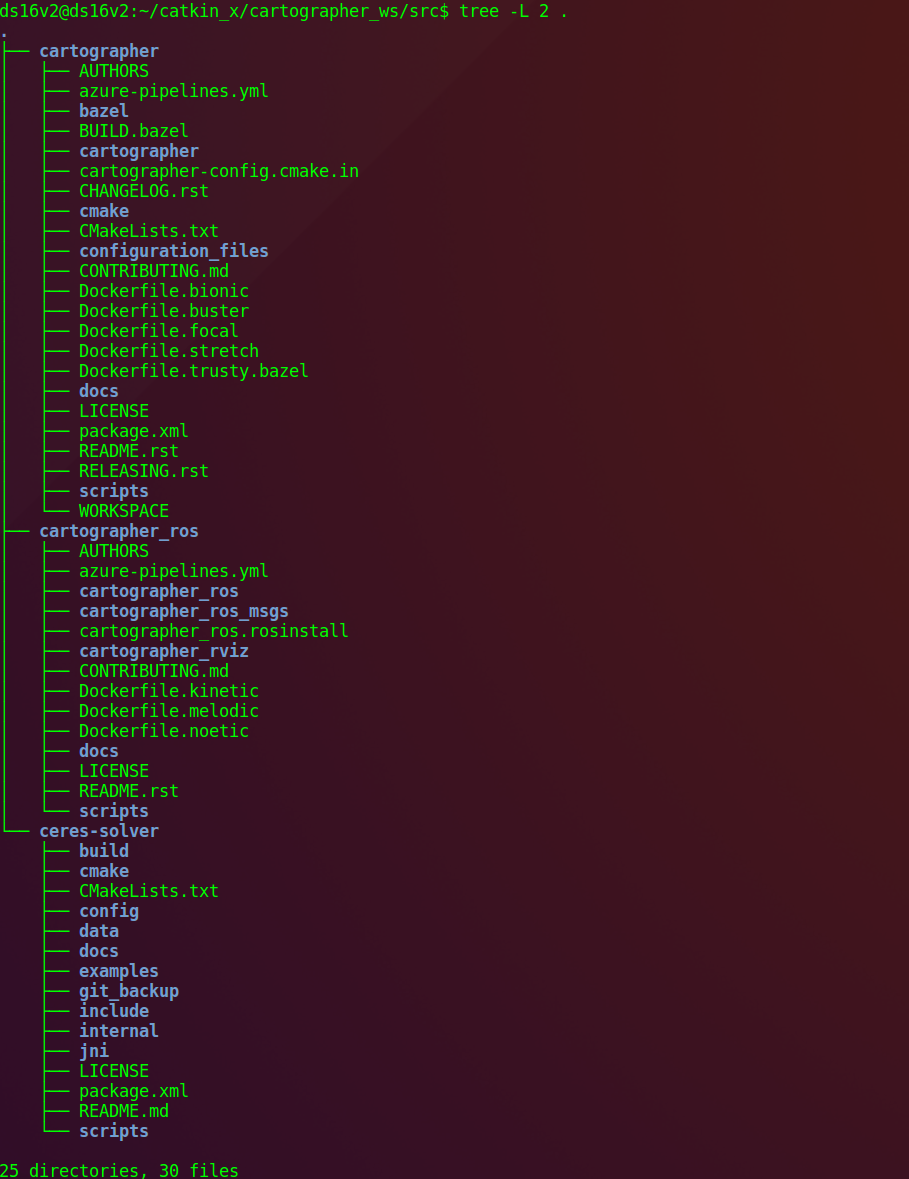 ds16v2@ds16v2:~/catkin_x/cartographer_ws/src$ tree -L 2 .
.
├── cartographer
│   ├── AUTHORS
│   ├── azure-pipelines.yml
│   ├── bazel
│   ├── BUILD.bazel
│   ├── cartographer
│   ├── cartographer-config.cmake.in
│   ├── CHANGELOG.rst
│   ├── cmake
│   ├── CMakeLists.txt
│   ├── configuration_files
│   ├── CONTRIBUTING.md
│   ├── Dockerfile.bionic
│   ├── Dockerfile.buster
│   ├── Dockerfile.focal
│   ├── Dockerfile.stretch
│   ├── Dockerfile.trusty.bazel
│   ├── docs
│   ├── LICENSE
│   ├── package.xml
│   ├── README.rst
│   ├── RELEASING.rst
│   ├── scripts
│   └── WORKSPACE
├── cartographer_ros
│   ├── AUTHORS
│   ├── azure-pipelines.yml
│   ├── cartographer_ros
│   ├── cartographer_ros_msgs
│   ├── cartographer_ros.rosinstall
│   ├── cartographer_rviz
│   ├── CONTRIBUTING.md
│   ├── Dockerfile.kinetic
│   ├── Dockerfile.melodic
│   ├── Dockerfile.noetic
│   ├── docs
│   ├── LICENSE
│   ├── README.rst
│   └── scripts
└── ceres-solver
    ├── build
    ├── cmake
    ├── CMakeLists.txt
    ├── config
    ├── data
    ├── docs
    ├── examples
    ├── git_backup
    ├── include
    ├── internal
    ├── jni
    ├── LICENSE
    ├── package.xml
    ├── README.md
    └── scripts

25 directories, 30 files